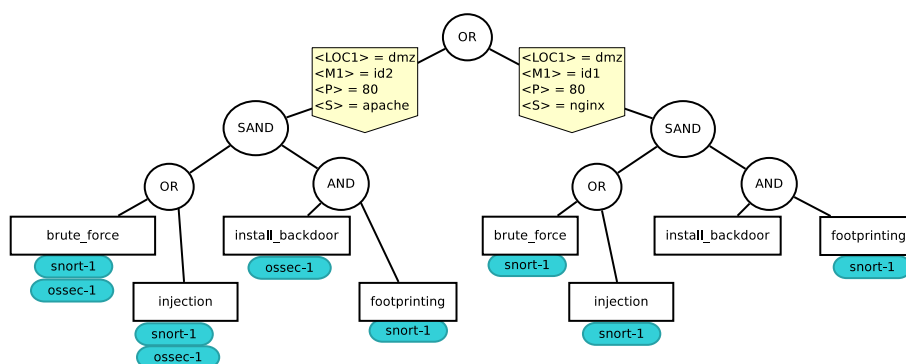 OR
<LOC1> = dmz
<M1> = id2
<P> = 80
<S> = apache
<LOC1> = dmz
<M1> = id1
<P> = 80
<S> = nginx
SAND
SAND
OR
AND
OR
AND
brute_force
snort-1
ossec-1
install_backdoor
ossec-1
brute_force
snort-1
install_backdoor
footprinting
snort-1
injection
snort-1
ossec-1
footprinting
snort-1
injection
snort-1